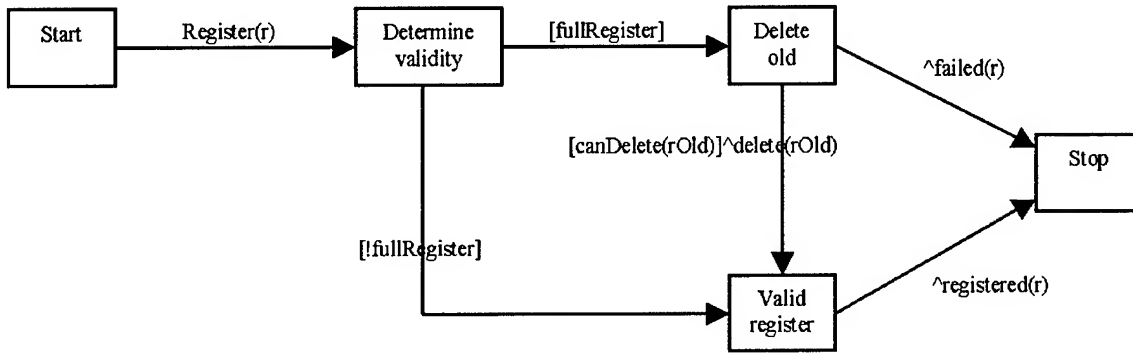 Start
Register(r)
Determine
validity
[fullRegister]
Delete
old
^failed(r)
[canDelete(rOld)]^delete(rOld)
Stop
[!fullRegister]
Valid
register
^registered(r)